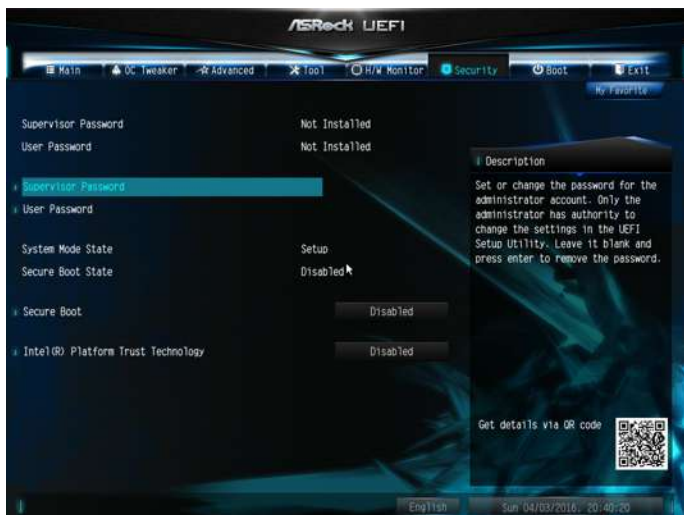 ASRock UEFI
Main OC Tweaker Advanced Tool H/W Monitor Security Boot Exit
My Favorite
Supervisor Password Not Installed
User Password Not Installed
Supervisor Password
User Password
System Mode State Setup
Secure Boot State Disabled
Secure Boot Disabled
Intel(R) Platform Trust Technology Disabled
Description
Set or change the password for the
administrator account. Only the
administrator has authority to
change the settings in the UEFI
Setup Utility. Leave it blank and
press enter to remove the password.
Get details via QR code
English Sun 04/03/2016, 20:40:20